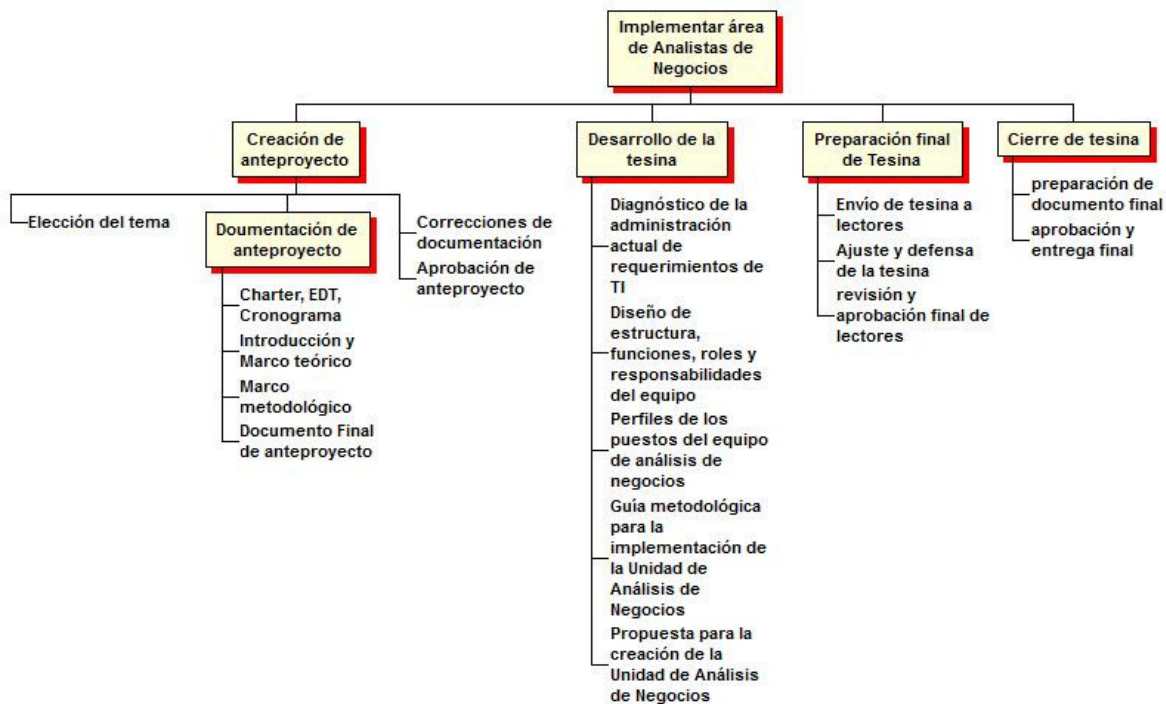 Implementar área
de Analistas de
Negocios
Creación de
anteproyecto
Elección del tema
Doumentación de
anteproyecto
Charter, EDT,
Cronograma
Introducción y
Marco teórico
Marco
metodológico
Documento Final
de anteproyecto
Correcciones de
documentación
Aprobación de
anteproyecto
Desarrollo de la
tesina
Diagnóstico de la
administración
actual de
requerimientos de
TI
Diseño de
estructura,
funciones, roles y
responsabilidades
del equipo
Perfiles de los
puestos del equipo
de análisis de
negocios
Guía metodológica
para la
implementación de
la Unidad de
Análisis de
Negocios
Propuesta para la
creación de la
Unidad de Análisis
de Negocios
Preparación final
de Tesina
Envío de tesina a
lectores
Ajuste y defensa
de la tesina
revisión y
aprobación final de
lectores
Cierre de tesina
preparación de
documento final
aprobación y
entrega final